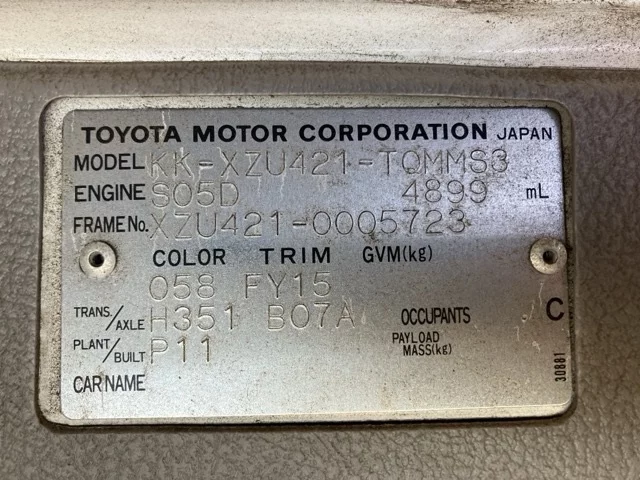 TOYOTA MOTOR CORPORATION JAPAN
MODEL KK-XZU421-TQMMS3
ENGINE S05D 4899 mL
FRAME No. XZU421-0005723
COLOR TRIM GVM(kg)
058 FY15
TRANS./AXLE H351 B07A OCCUPANTS C
PLANT/BUILT P11 PAYLOAD MASS(kg)
CAR NAME
30881